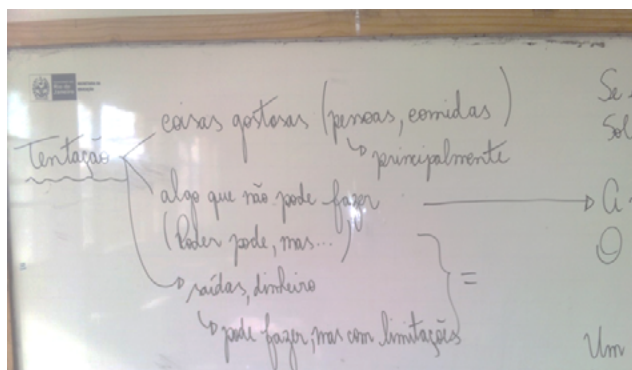 coisas gostosas (pessoas, comidas)
Se
Sol
Tentação
↳ principalmente
algo que não pode fazer → A
(Poder pode, mas...)
O
↳ saídas, dinheiro
=
↳ pode fazer, mas com limitações
Um